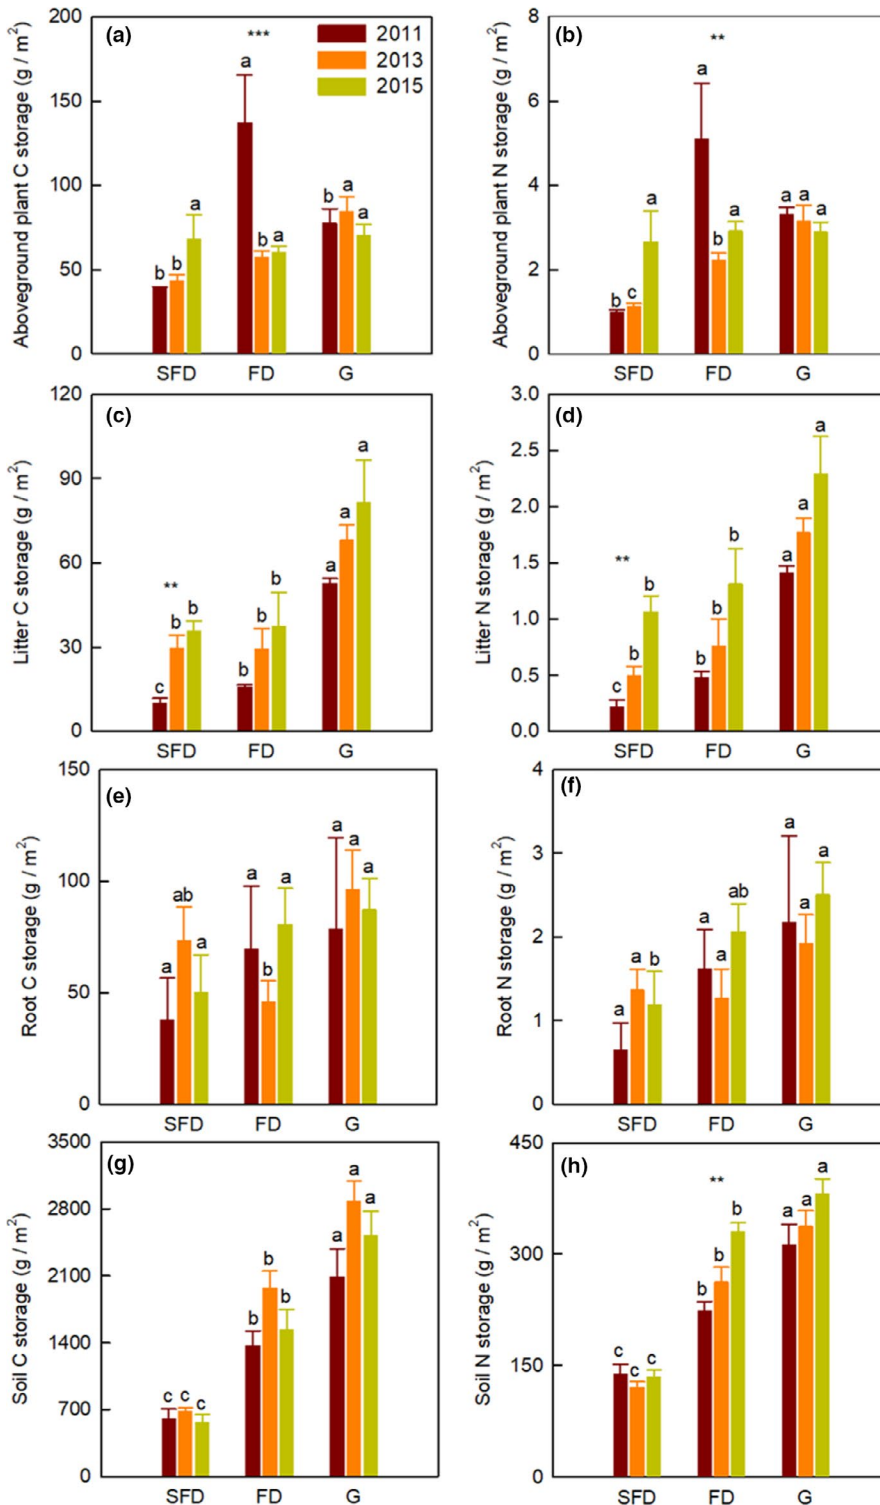 (a)
Aboveground plant C storage (g / m²)
200
150
100
50
0
***
2011
2013
2015
b b a
a b a
b a a
SFD FD G
(b)
Aboveground plant N storage (g / m²)
8
6
4
2
0
**
b c a
a b a
a a a
SFD FD G
(c)
Litter C storage (g / m²)
120
90
60
30
0
**
c b b
b b b
a a a
SFD FD G
(d)
Litter N storage (g / m²)
3.0
2.5
2.0
1.5
1.0
0.5
0.0
**
c b b
b b b
a a a
SFD FD G
(e)
Root C storage (g / m²)
150
100
50
0
a ab a
a b a
a a a
SFD FD G
(f)
Root N storage (g / m²)
4
3
2
1
0
a a b
a a ab
a a a
SFD FD G
(g)
Soil C storage (g / m²)
3500
2800
2100
1400
700
0
c c c
b b b
a a a
SFD FD G
(h)
Soil N storage (g / m²)
450
300
150
0
**
c c c
b b b
a a a
SFD FD G